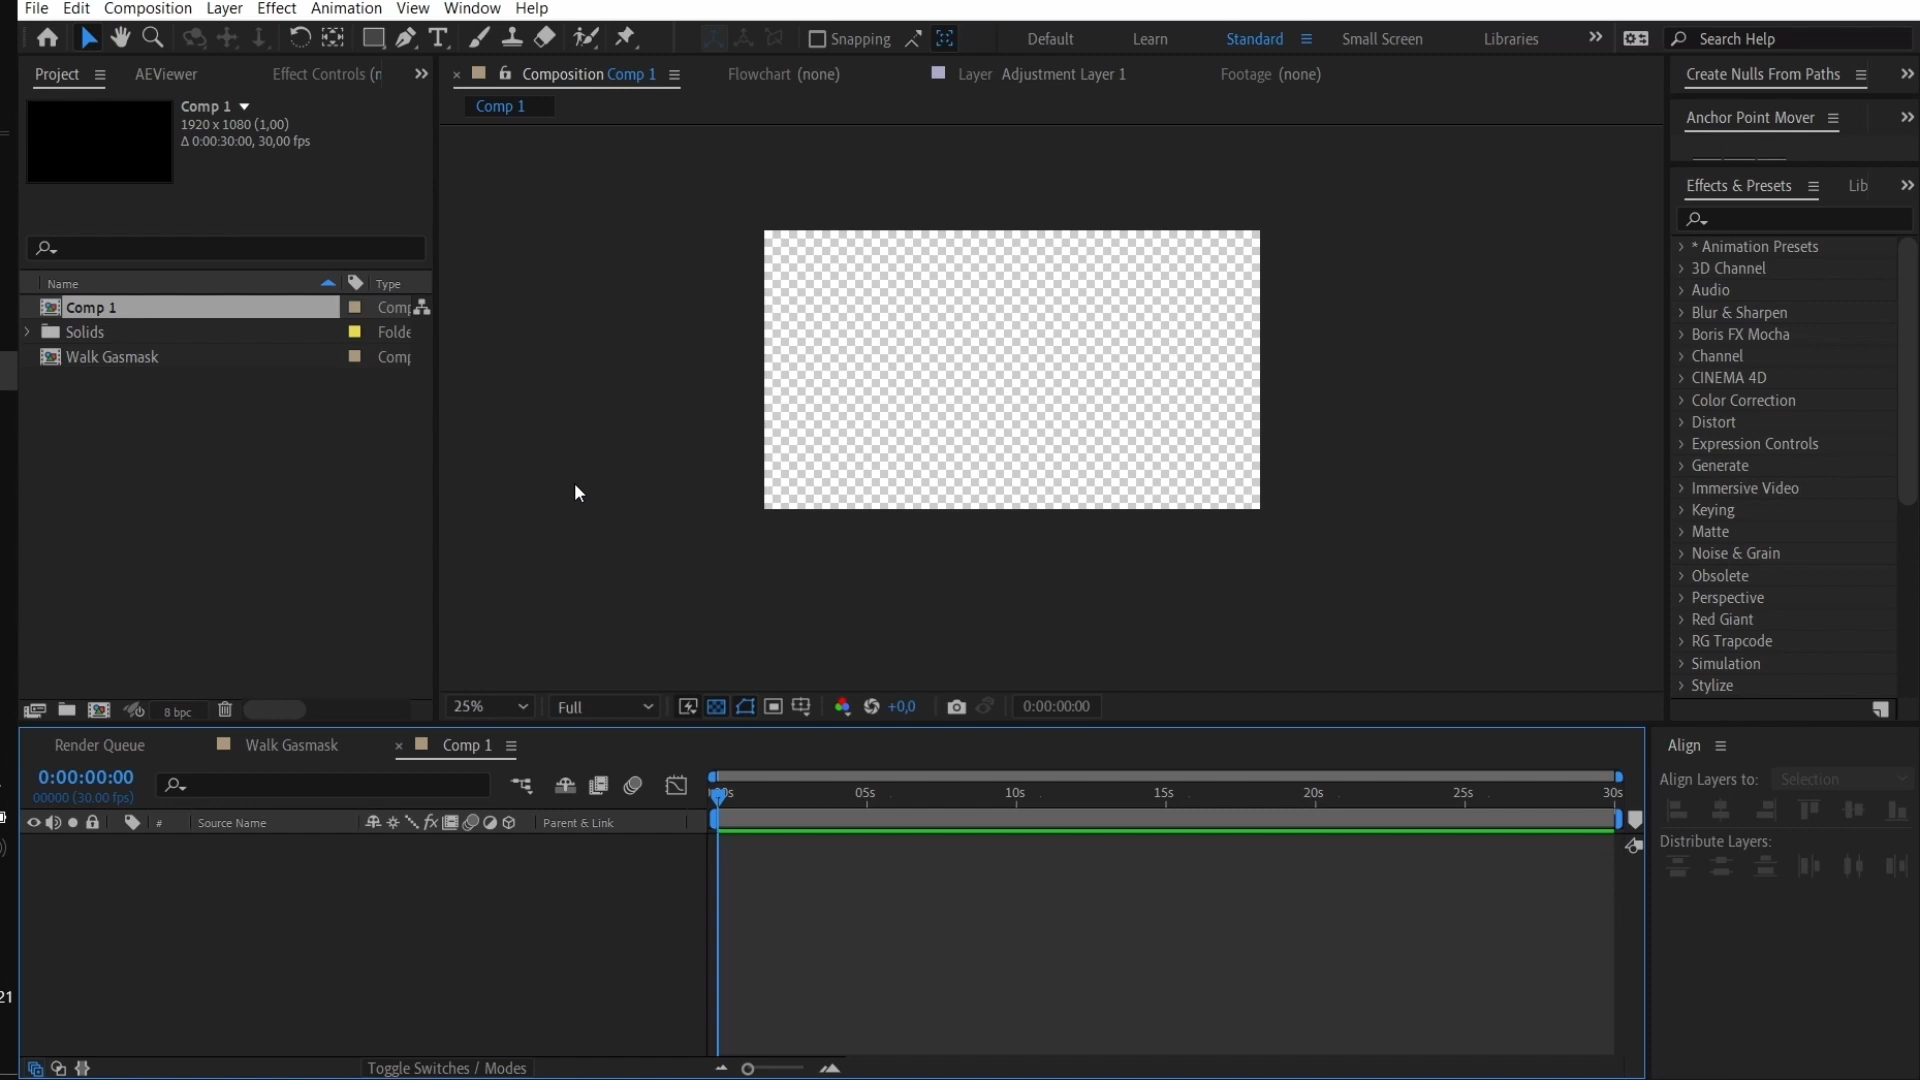 File Edit Composition Layer Effect Animation View Window Help
Snapping Default Learn Standard Small Screen Libraries Search Help
Project AEViewer Effect Controls (n
Composition Comp 1 Flowchart (none) Layer Adjustment Layer 1 Footage (none)
Create Nulls From Paths
Comp 1
1920 x 1080 (1,00)
Δ 0:00:30:00, 30,00 fps
Comp 1
Anchor Point Mover
Effects & Presets Lib
Name Type
Comp 1 Comp
Solids Folde
Walk Gasmask Comp
* Animation Presets
3D Channel
Audio
Blur & Sharpen
Boris FX Mocha
Channel
CINEMA 4D
Color Correction
Distort
Expression Controls
Generate
Immersive Video
Keying
Matte
Noise & Grain
Obsolete
Perspective
Red Giant
RG Trapcode
Simulation
Stylize
8 bpc
25% Full +0,0 0:00:00:00
Render Queue Walk Gasmask Comp 1
0:00:00:00
00000 (30.00 fps)
00s 05s 10s 15s 20s 25s 30s
# Source Name fx Parent & Link
Align
Align Layers to: Selection
Distribute Layers:
21
Toggle Switches / Modes